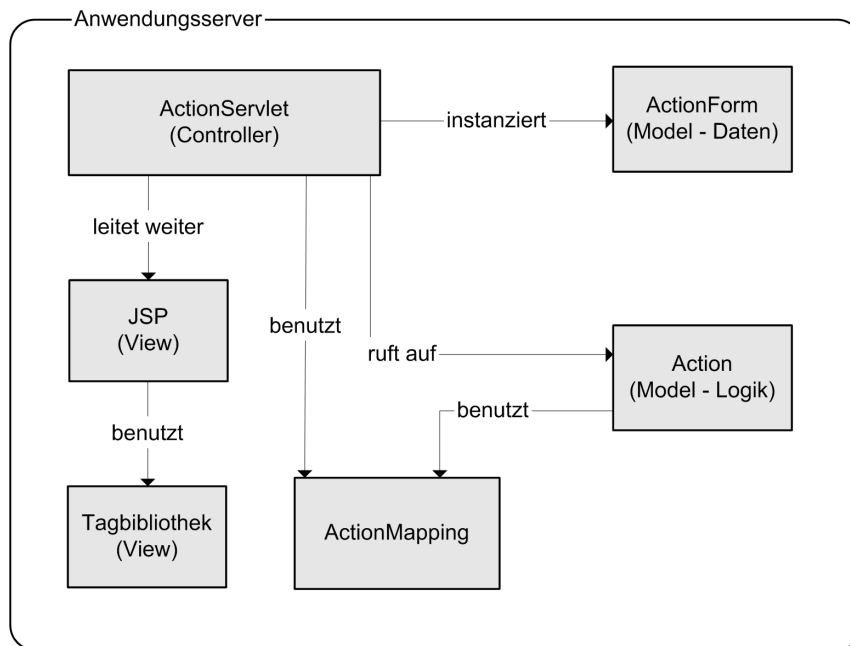 Anwendungsserver
ActionServlet
(Controller)
instanziert
ActionForm
(Model - Daten)
leitet weiter
JSP
(View)
benutzt
ruft auf
Action
(Model - Logik)
benutzt
benutzt
Tagbibliothek
(View)
ActionMapping